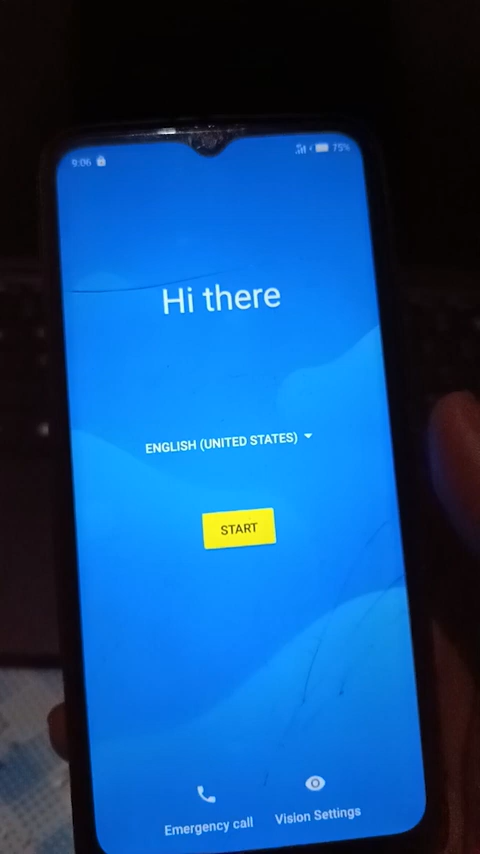 9:06
75%
Hi there
ENGLISH (UNITED STATES)
START
Emergency call
Vision Settings